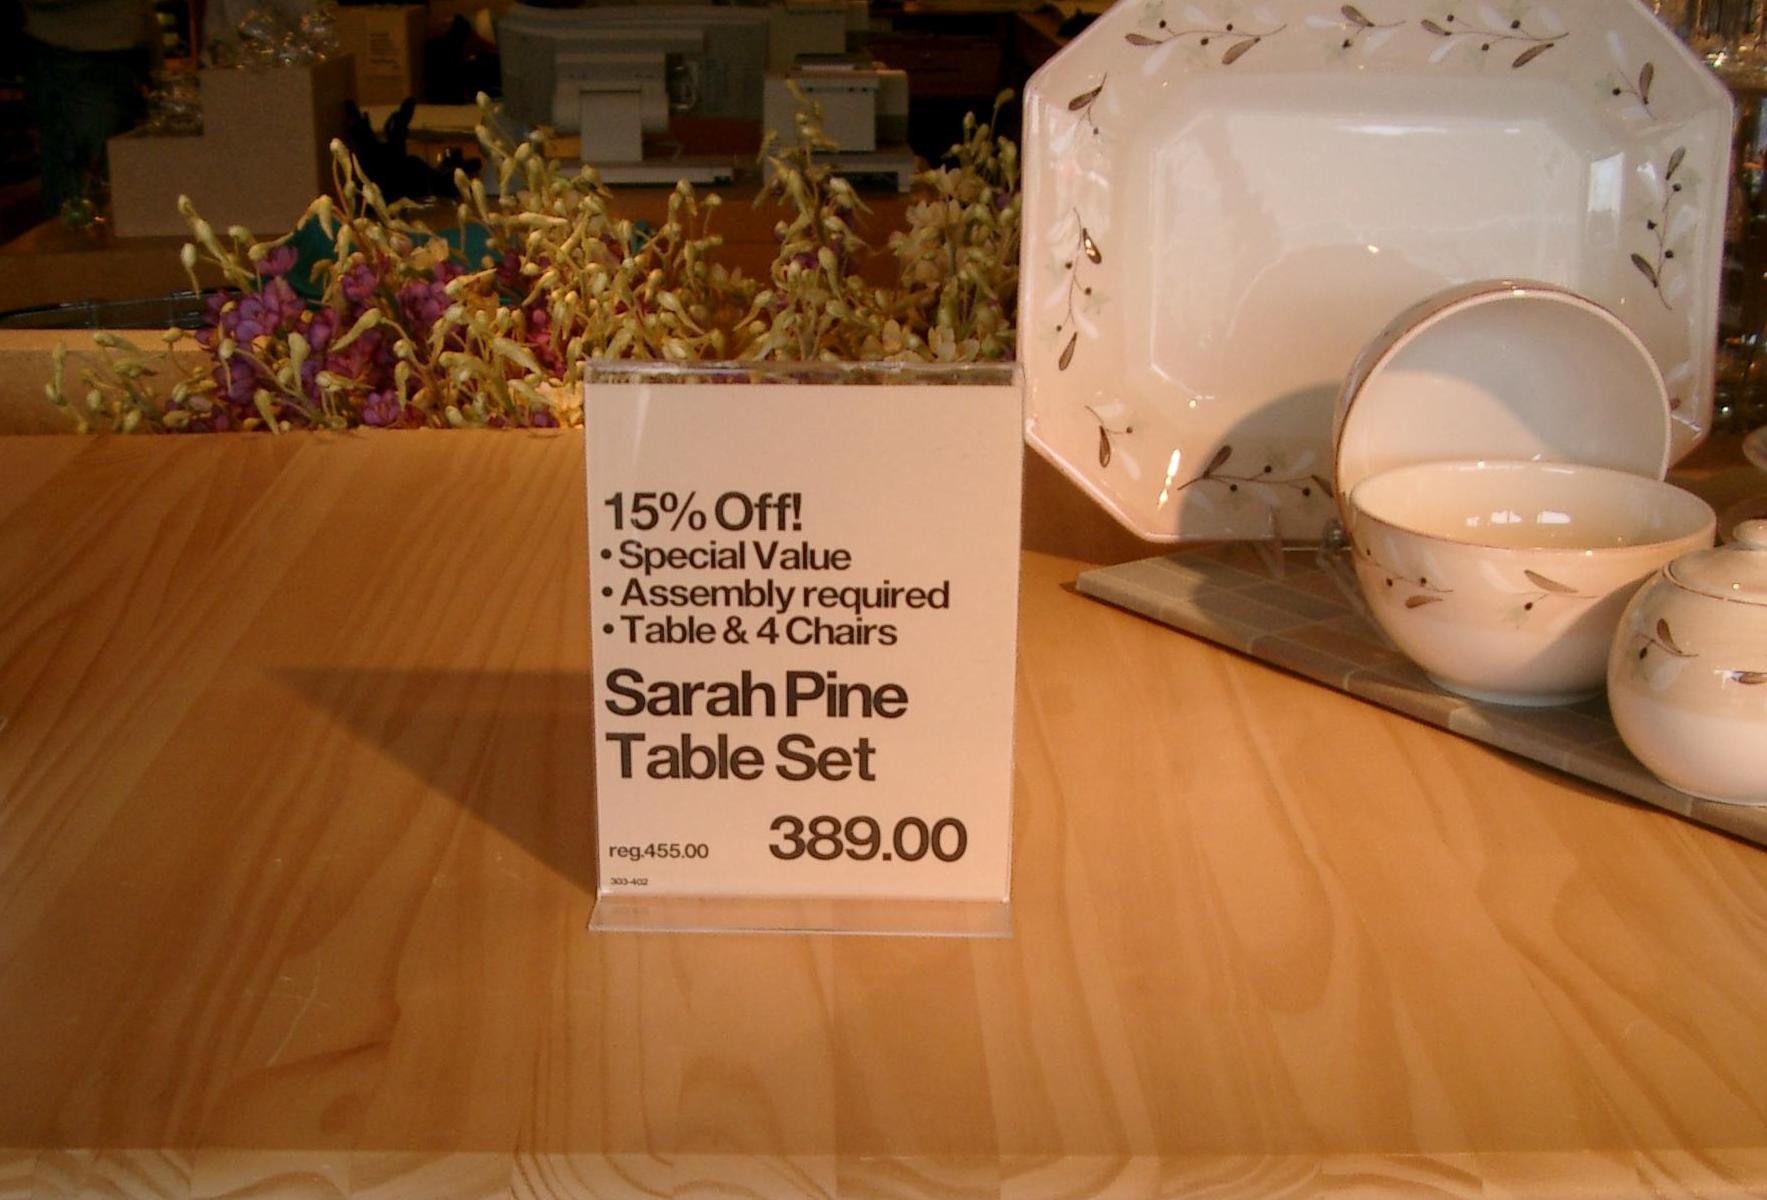 15% Off!
• Special Value
• Assembly required
• Table & 4 Chairs
Sarah Pine
Table Set
reg.455.00 389.00
303-402